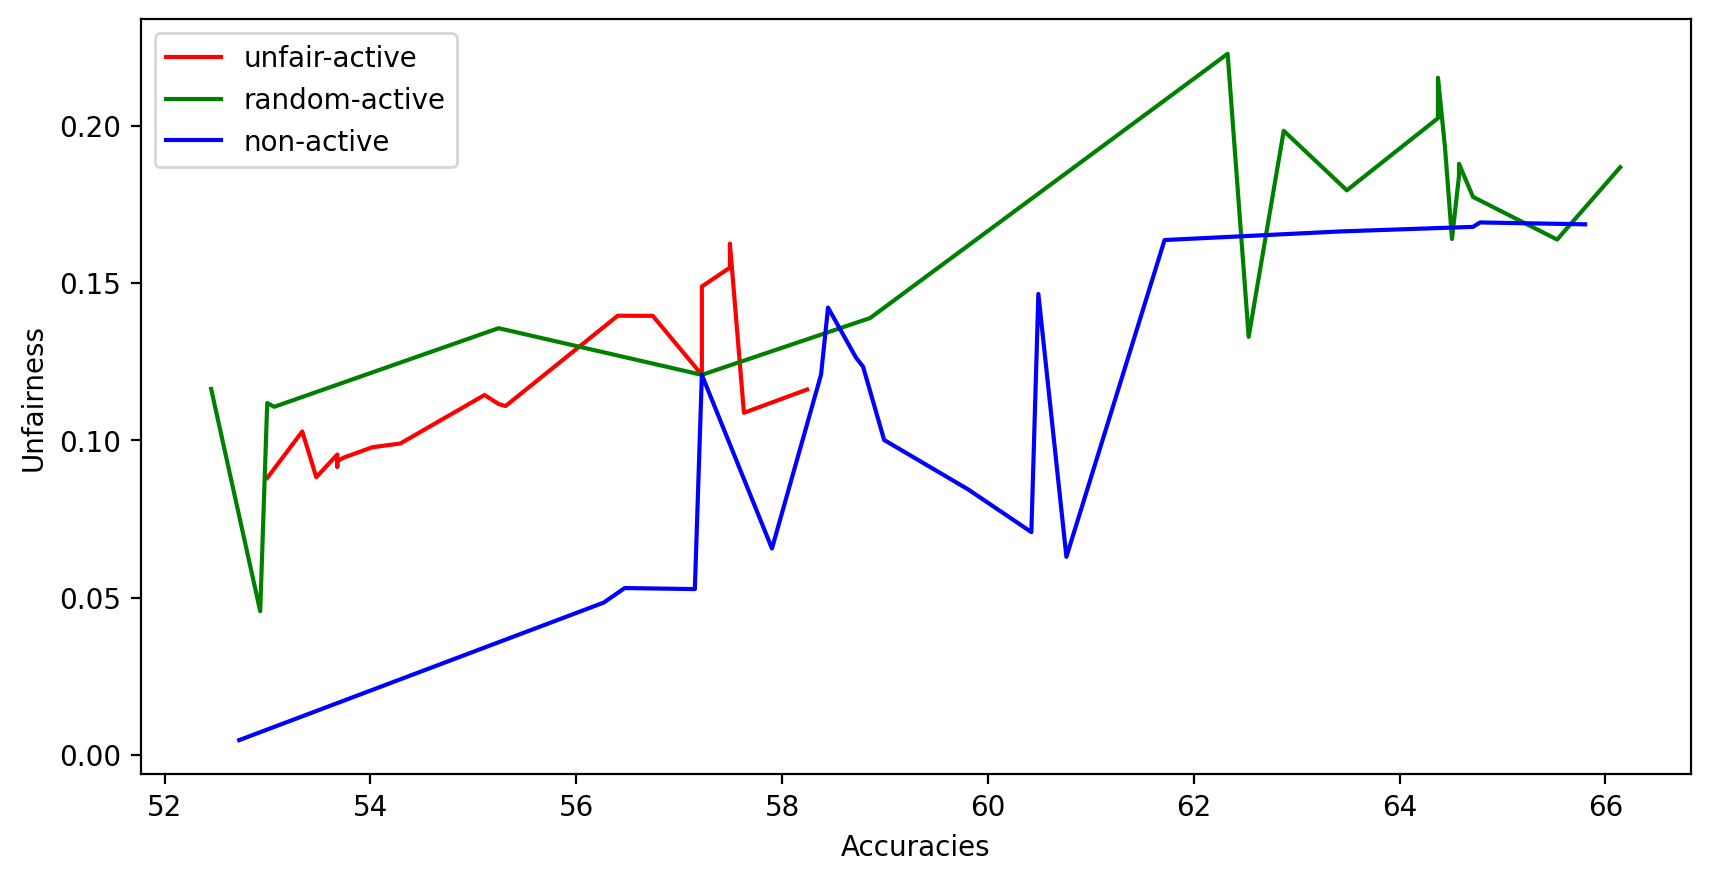 unfair-active
random-active
non-active
0.20
0.15
0.10
0.05
0.00
Unfairness
52 54 56 58 60 62 64 66
Accuracies